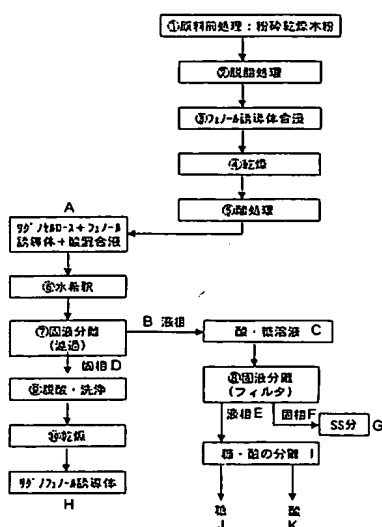 ①原料前処理：粉砕乾燥木粉
②脱脂処理
③フェノール誘導体含浸
④乾燥
⑤酸処理
A
リグノセルロース+フェノール
誘導体+酸混合液
⑥水希釈
⑦固液分離
(濾過)
B 液相
酸・糖溶液 C
固相 D
⑧固液分離
(フィルタ)
⑨脱酸・洗浄
液相E
固相F
SS分 G
⑩乾燥
糖・酸の分離 I
リグノフェノール誘導体
H
糖
酸
J
K